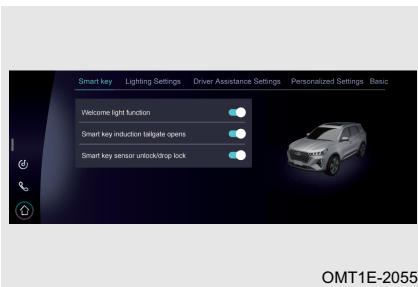 Smart key Lighting Settings Driver Assistance Settings Personalized Settings Basic
Welcome light function
Smart key induction tailgate opens
Smart key sensor unlock/drop lock
OMT1E-2055